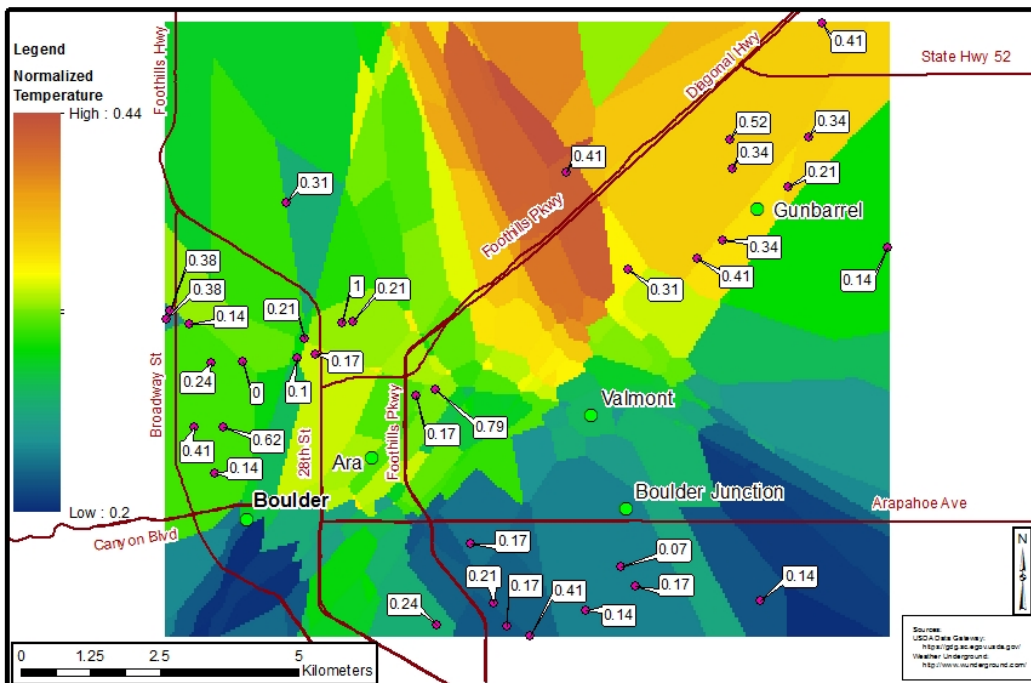 Legend
Normalized
Temperature
High : 0.44
Low : 0.2
Foothills Hwy
Diagonal Hwy
State Hwy 52
0.41
0.52
0.34
0.34
0.41
0.21
0.31
Gunbarrel
Foothills Pkwy
0.34
0.41
0.14
0.31
0.38
0.38
0.14
0.21
1
0.21
0.17
0.24
0
0.1
Broadway St
28th St
Foothills Pkwy
0.17
0.79
Valmont
0.41
0.62
0.14
Ara
Boulder
Boulder Junction
Arapahoe Ave
Canyon Blvd
0.17
0.07
0.21
0.17
0.17
0.14
0.24
0.41
0.14
N
0 1.25 2.5 5
Kilometers
Sources:
USDA Data Gateway:
https://gdg.sc.egov.usda.gov/
Weather Underground:
http://www.wunderground.com/